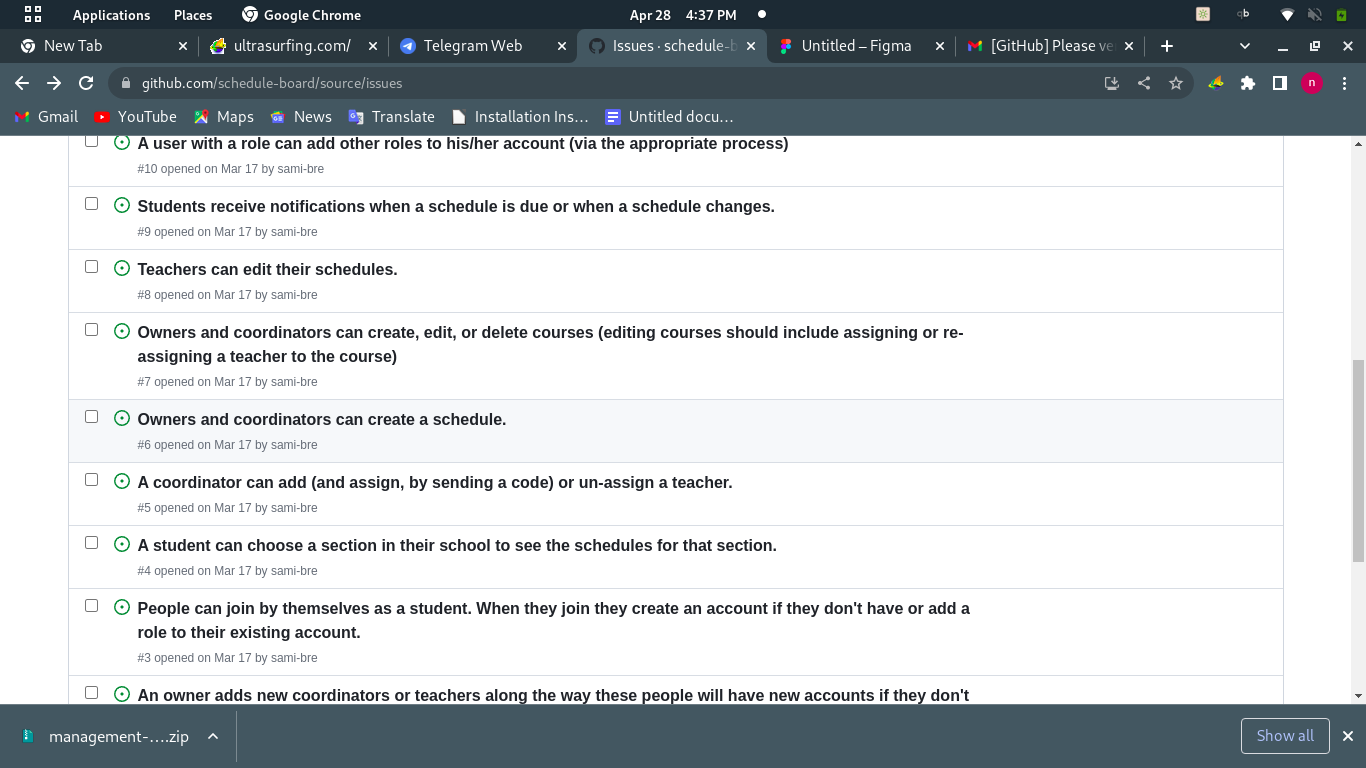 Applications Places Google Chrome Apr 28 4:37 PM
New Tab ultrasurfing.com/ Telegram Web Issues · schedule-b Untitled – Figma [GitHub] Please ve
github.com/schedule-board/source/issues n
Gmail YouTube Maps News Translate Installation Ins... Untitled docu...
A user with a role can add other roles to his/her account (via the appropriate process)
#10 opened on Mar 17 by sami-bre
Students receive notifications when a schedule is due or when a schedule changes.
#9 opened on Mar 17 by sami-bre
Teachers can edit their schedules.
#8 opened on Mar 17 by sami-bre
Owners and coordinators can create, edit, or delete courses (editing courses should include assigning or re-
assigning a teacher to the course)
#7 opened on Mar 17 by sami-bre
Owners and coordinators can create a schedule.
#6 opened on Mar 17 by sami-bre
A coordinator can add (and assign, by sending a code) or un-assign a teacher.
#5 opened on Mar 17 by sami-bre
A student can choose a section in their school to see the schedules for that section.
#4 opened on Mar 17 by sami-bre
People can join by themselves as a student. When they join they create an account if they don't have or add a
role to their existing account.
#3 opened on Mar 17 by sami-bre
An owner adds new coordinators or teachers along the way these people will have new accounts if they don't
management-....zip Show all